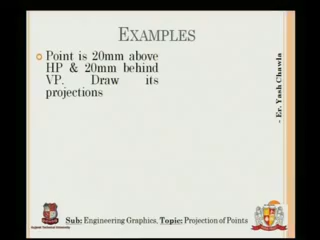 EXAMPLES
Point is 20mm above
HP & 20mm behind
VP. Draw its
projections
- Er. Yash Chawla
Sub: Engineering Graphics, Topic: Projection of Points